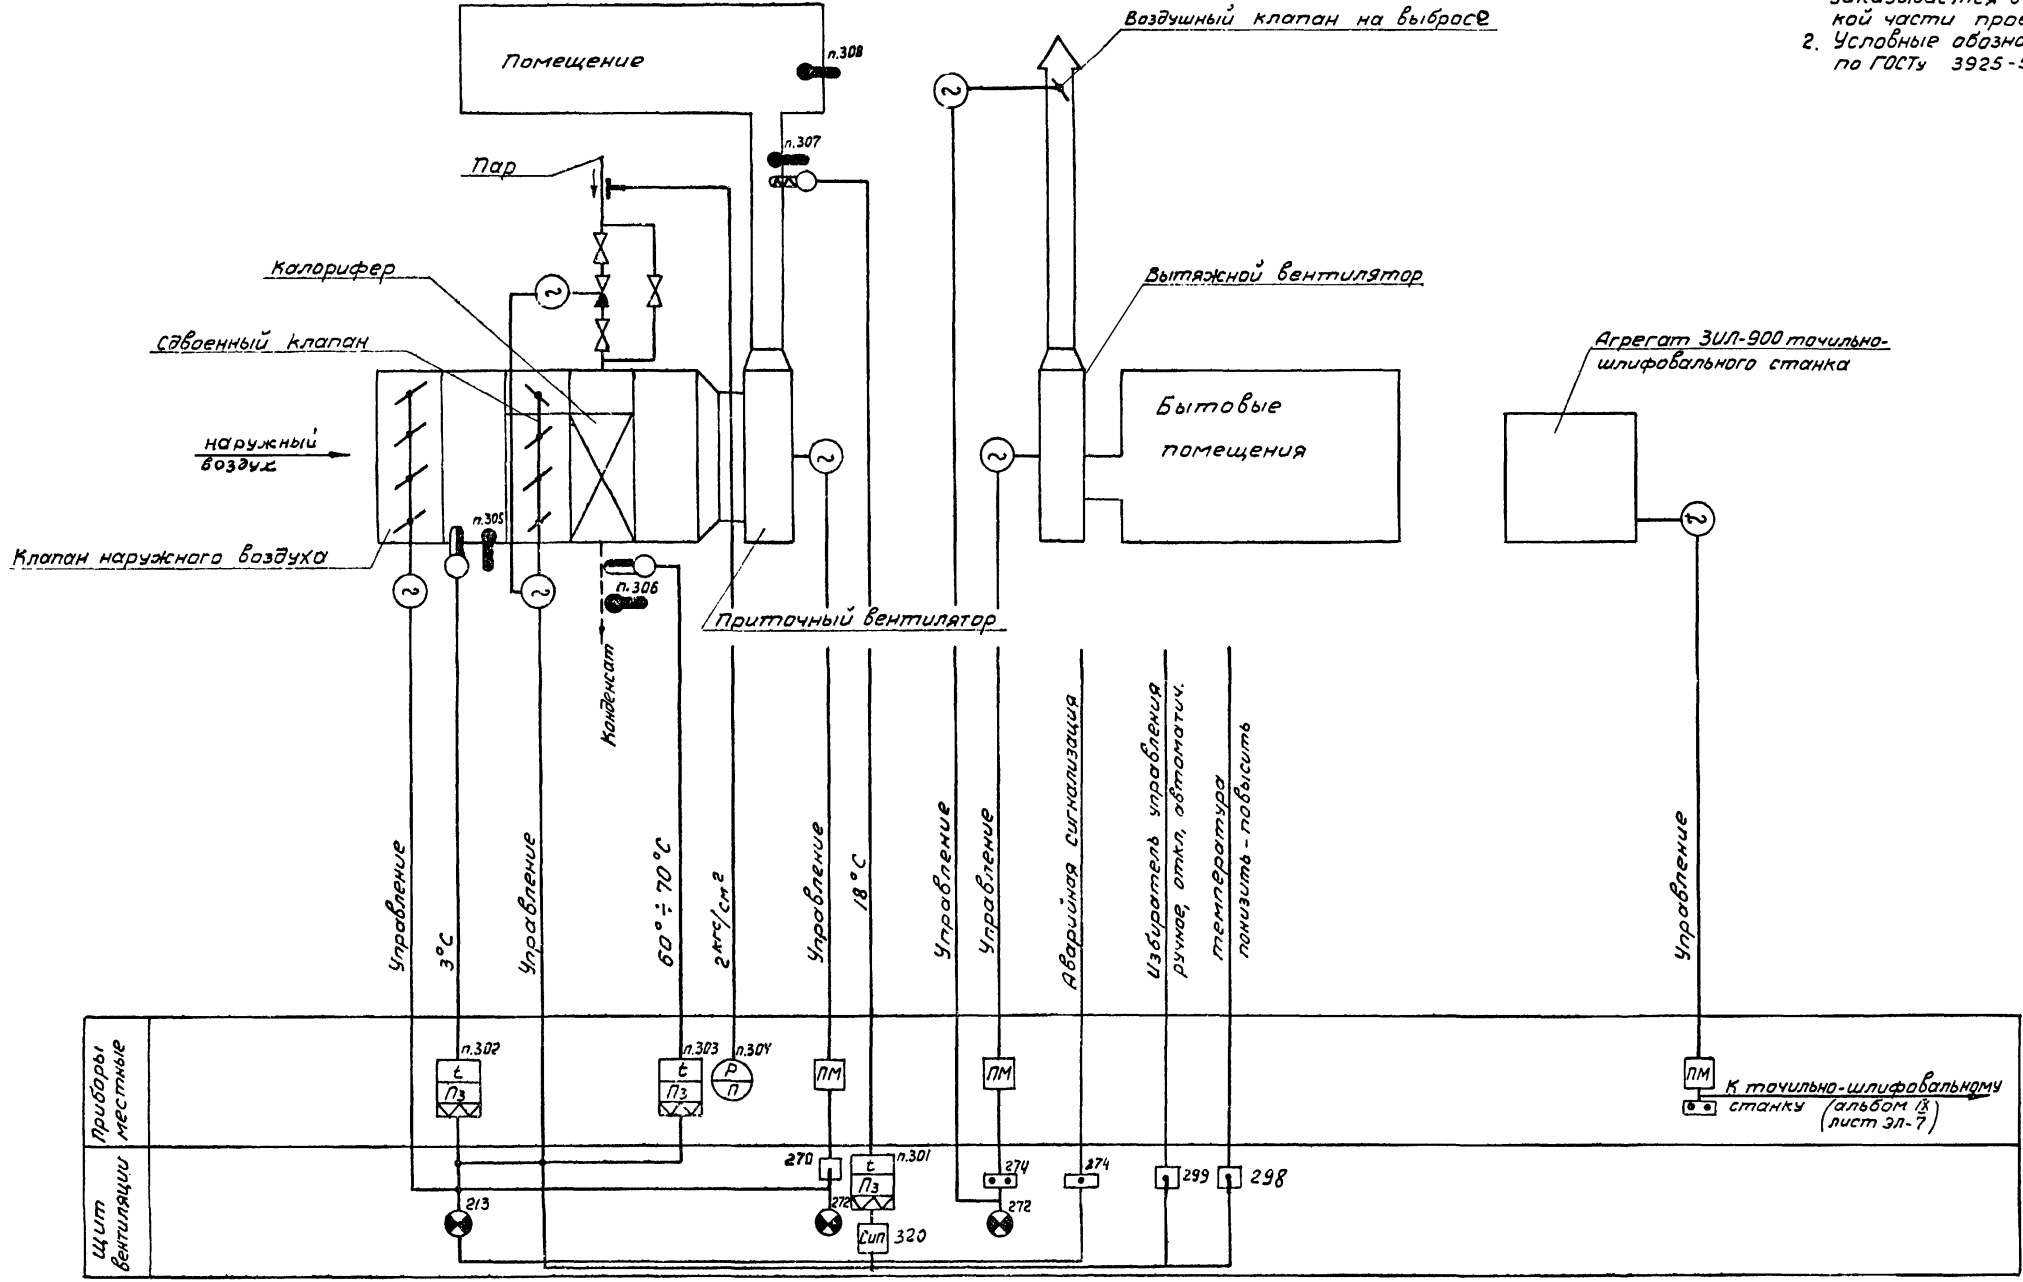 Воздушный клапан на выбросе
кой части
2. Условные
по ГОСТу 3925-5
Помещение
п.308
п.307
Пар
Калорифер
Сдвоенный клапан
Вытяжной вентилятор
Агрегат ЗИЛ-900 точильно-
шлифовального станка
наружный
воздух
Бытовые
помещения
п.305
Клапан наружного воздуха
п.306
Приточный вентилятор
Конденсат
Управление
3°С
Управление
60°÷70°С
2 кгс/см²
Управление
18°С
Управление
Управление
Аварийная сигнализация
Избиратель управления
ручное, откл, автоматич.
температура
понизить-повысить
Управление
Приборы
местные
п.302
t
Пз
п.303
t
Пз
п.304
Р
П
ПМ
ПМ
ПМ
К точильно-шлифовальному
станку (альбом IX
лист ЭЛ-7)
Щит
вентиляции
213
270
272
п.301
t
Пз
Сип 320
274
272
274
299
298